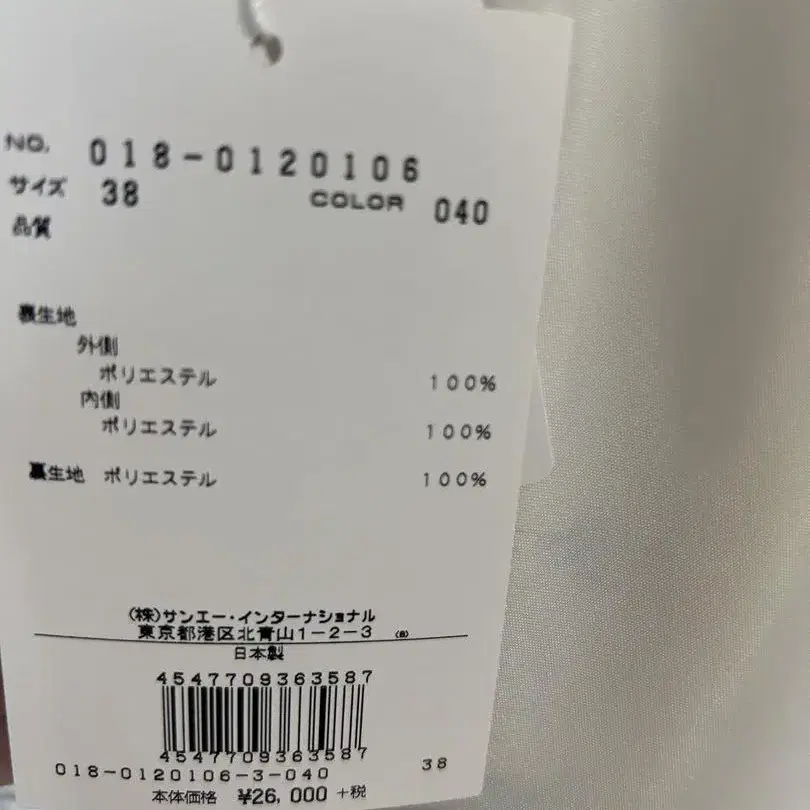 NO. 018-0120106
サイズ 38 COLOR 040
品質
表生地
外側
ポリエステル 100%
内側
ポリエステル 100%
裏生地 ポリエステル 100%
(株)サンエー・インターナショナル
東京都港区北青山1-2-3 (8)
日本製
4547709363587
4547709363587
018-0120106-3-040 38
本体価格 ¥26,000 +税